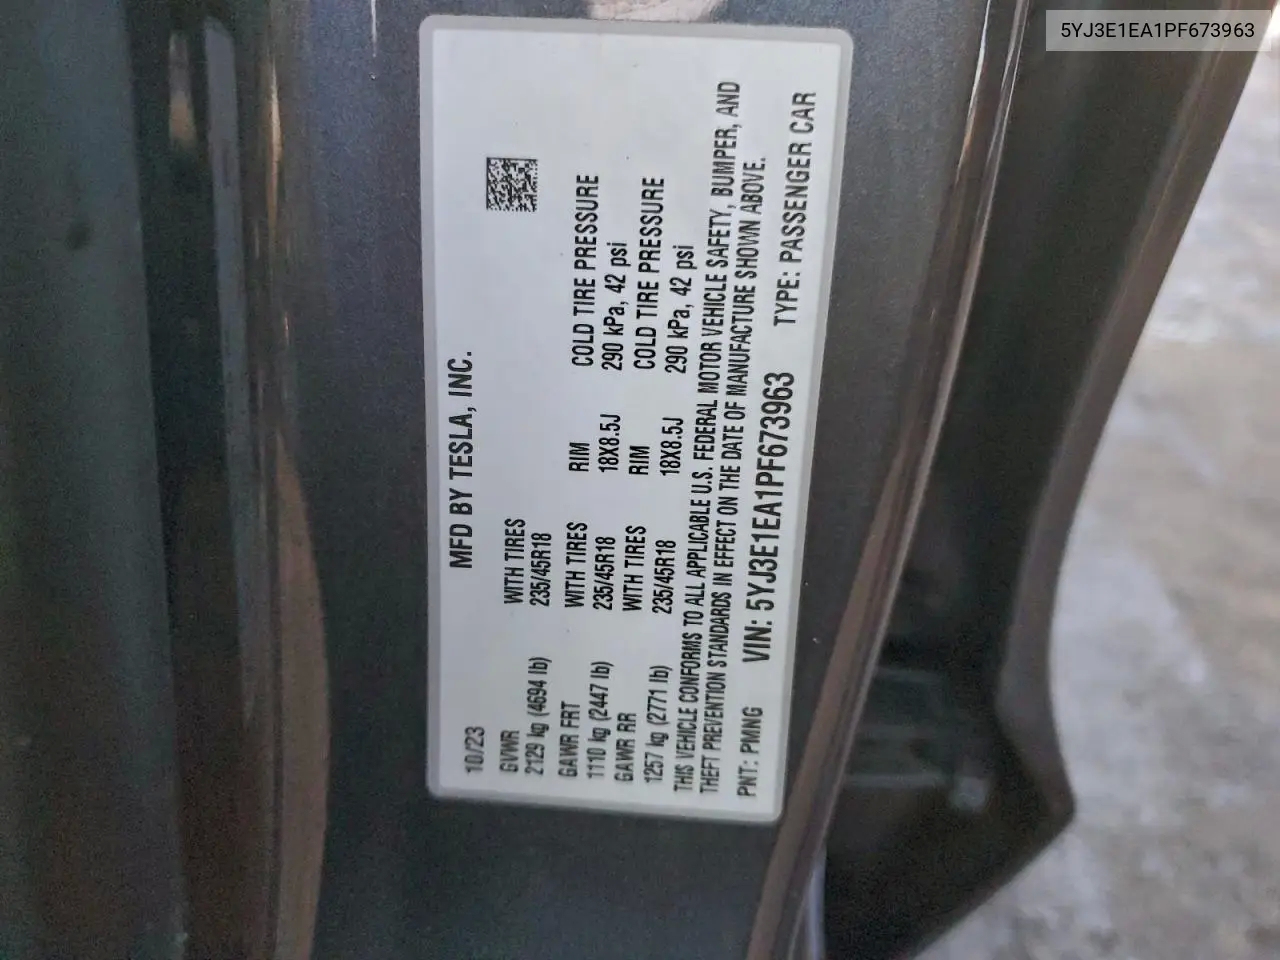 5YJ3E1EA1PF673963
MFD BY TESLA, INC.
10/23
GVWR WITH TIRES
2129 kg (4694 lb) 235/45R18
GAWR FRT WITH TIRES RIM COLD TIRE PRESSURE
1110 kg (2447 lb) 235/45R18 18X8.5J 290 kPa, 42 psi
GAWR RR WITH TIRES RIM COLD TIRE PRESSURE
1257 kg (2771 lb) 235/45R18 18X8.5J 290 kPa, 42 psi
THIS VEHICLE CONFORMS TO ALL APPLICABLE U.S. FEDERAL MOTOR VEHICLE SAFETY, BUMPER, AND
THEFT PREVENTION STANDARDS IN EFFECT ON THE DATE OF MANUFACTURE SHOWN ABOVE.
PNT: PMNG VIN: 5YJ3E1EA1PF673963 TYPE: PASSENGER CAR